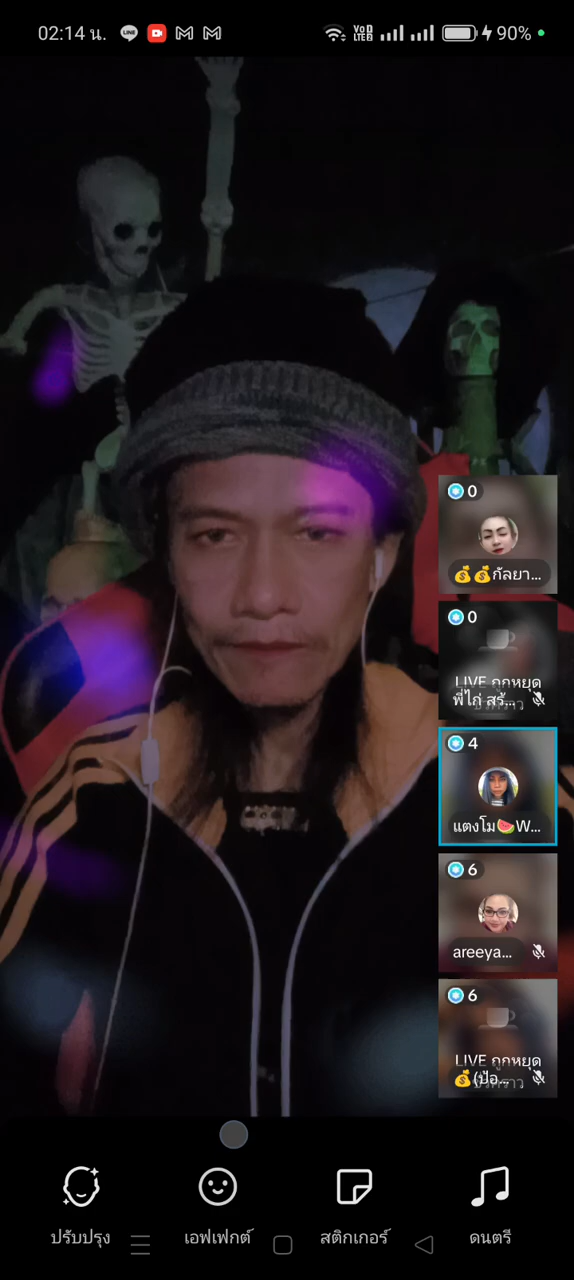 02:14 น.
LINE
VoD
LTE2
90%
0
💰💰กัลยา...
0
LIVE ถูกหยุด
พี่ไก่ สรั...
4
แตงโม🍉W...
6
areeya...
6
LIVE ถูกหยุด
💰(ป้อ...
ปรับปรุง
เอฟเฟกต์
สติกเกอร์
ดนตรี